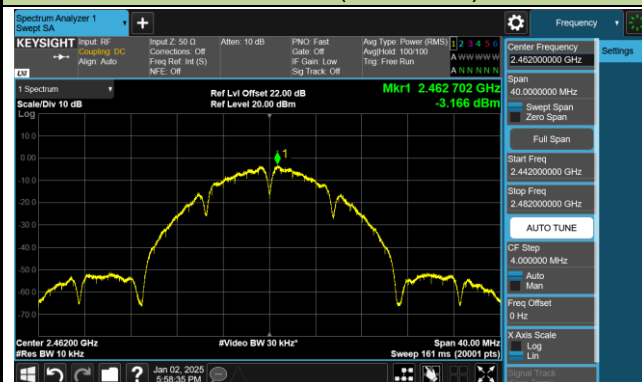 Spectrum Analyzer 1
Swept SA
Frequency
KEYSIGHT
Input: RF
Coupling: DC
Align: Auto
Input Z: 50 Ω
Corrections: Off
Freq Ref: Int (S)
NFE: Off
Atten: 10 dB
PNO: Fast
Gate: Off
IF Gain: Low
Sig Track: Off
Avg Type: Power (RMS)
Avg|Hold: 100/100
Trig: Free Run
1 2 3 4 5 6
A W W W W W
A N N N N N
LXI
1 Spectrum
Scale/Div 10 dB
Log
Ref Lvl Offset 22.00 dB
Ref Level 20.00 dBm
Mkr1 2.462 702 GHz
-3.166 dBm
10.0
0.00
-10.0
-20.0
-30.0
-40.0
-50.0
-60.0
-70.0
1
Center 2.46200 GHz
#Res BW 10 kHz
#Video BW 30 kHz*
Span 40.00 MHz
Sweep 161 ms (20001 pts)
Center Frequency
2.462000000 GHz
Settings
Span
40.0000000 MHz
Swept Span
Zero Span
Full Span
Start Freq
2.442000000 GHz
Stop Freq
2.482000000 GHz
AUTO TUNE
CF Step
4.000000 MHz
Auto
Man
Freq Offset
0 Hz
X Axis Scale
Log
Lin
Signal Track
?
Jan 02, 2025
5:58:35 PM